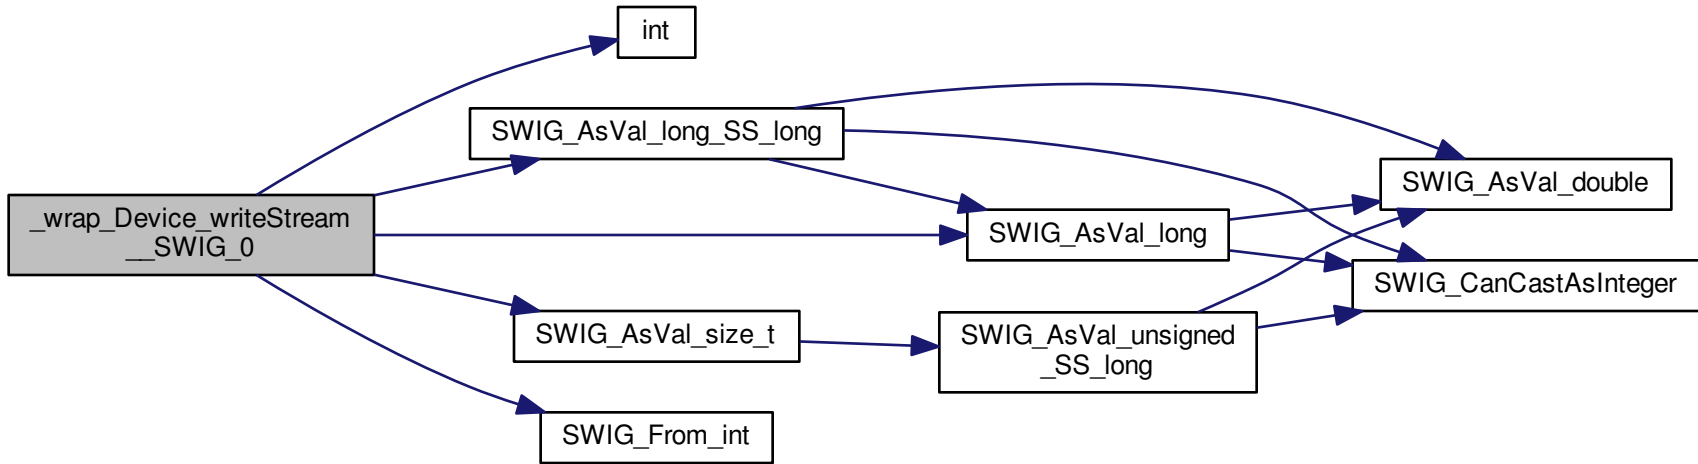 _wrap_Device_writeStream
__SWIG_0
int
SWIG_AsVal_long_SS_long
SWIG_AsVal_long
SWIG_AsVal_double
SWIG_CanCastAsInteger
SWIG_AsVal_size_t
SWIG_AsVal_unsigned
_SS_long
SWIG_From_int